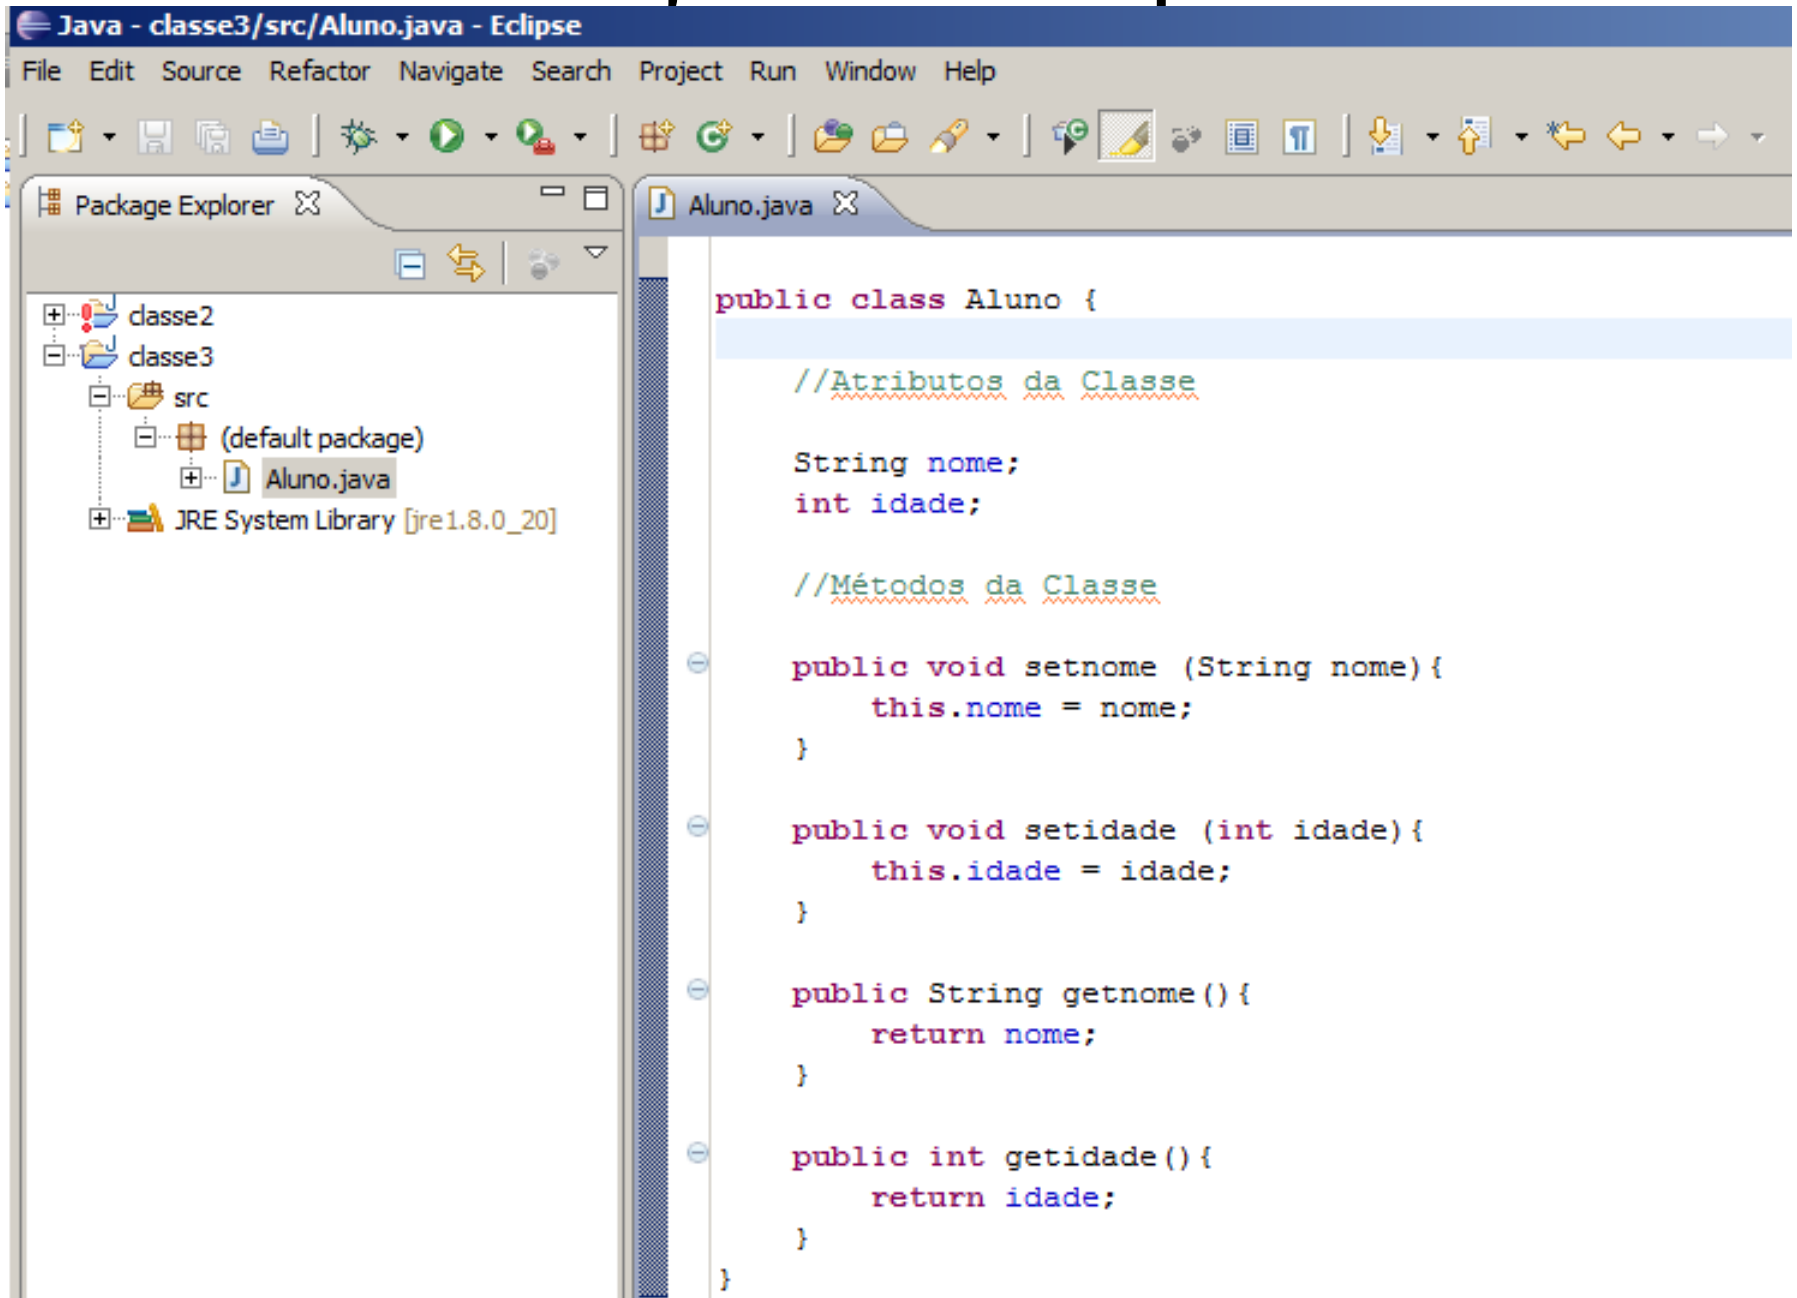 Java - classe3/src/Aluno.java - Eclipse
File Edit Source Refactor Navigate Search Project Run Window Help
Package Explorer
Aluno.java
classe2
classe3
src
(default package)
Aluno.java
JRE System Library [jre1.8.0_20]
public class Aluno {
//Atributos da Classe
String nome;
int idade;
//Métodos da Classe
public void setnome (String nome){
this.nome = nome;
}
public void setidade (int idade){
this.idade = idade;
}
public String getnome(){
return nome;
}
public int getidade(){
return idade;
}
}